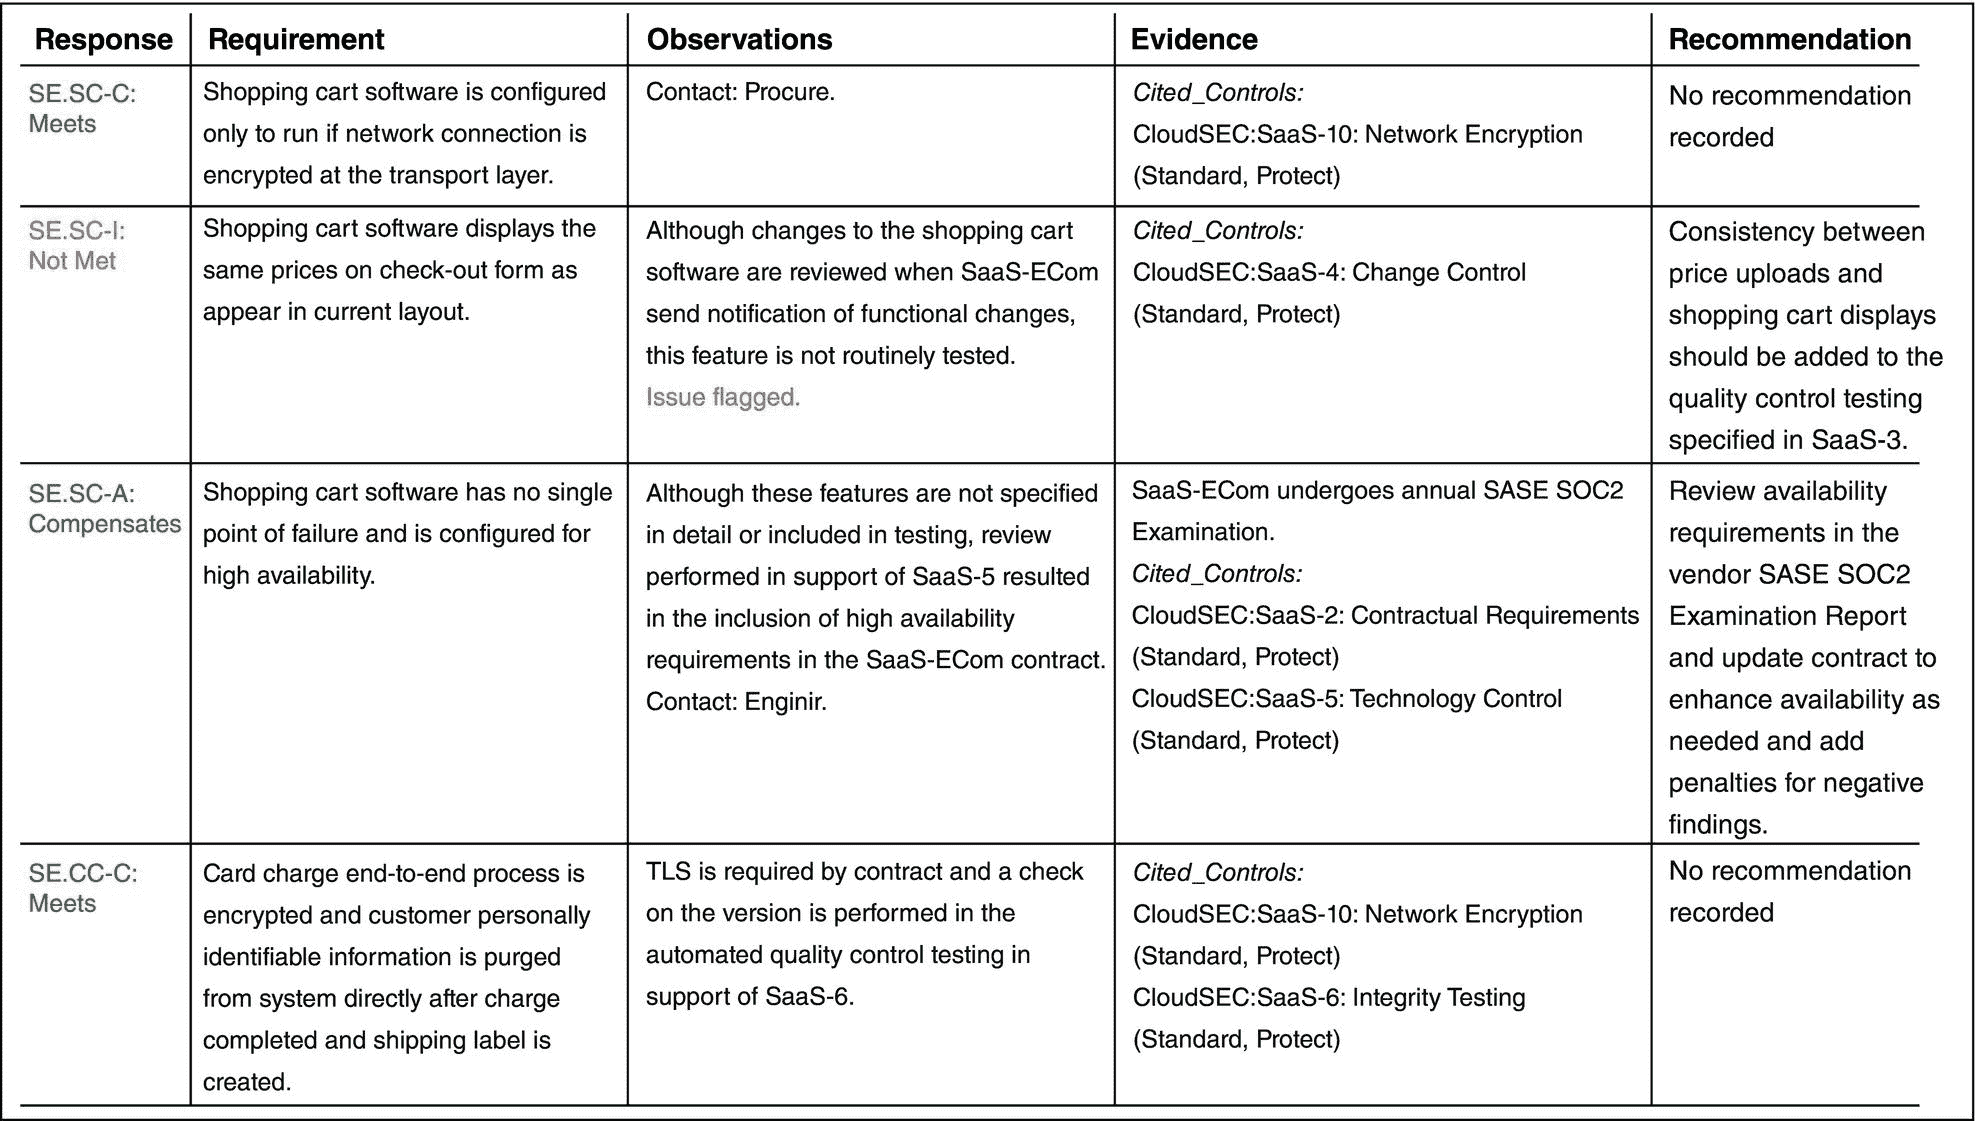 Response
Requirement
Observations
Evidence
Recommendation
SE.SC-C:
Meets
Shopping cart software is configured
only to run if network connection is
encrypted at the transport layer.
Contact: Procure.
Cited_Controls:
CloudSEC:SaaS-10: Network Encryption
(Standard, Protect)
No recommendation
recorded
SE.SC-I:
Not Met
Shopping cart software displays the
same prices on check-out form as
appear in current layout.
Although changes to the shopping cart
software are reviewed when SaaS-ECom
send notification of functional changes,
this feature is not routinely tested.
Issue flagged.
Cited_Controls:
CloudSEC:SaaS-4: Change Control
(Standard, Protect)
Consistency between
price uploads and
shopping cart displays
should be added to the
quality control testing
specified in SaaS-3.
SE.SC-A:
Compensates
Shopping cart software has no single
point of failure and is configured for
high availability.
Although these features are not specified
in detail or included in testing, review
performed in support of SaaS-5 resulted
in the inclusion of high availability
requirements in the SaaS-ECom contract.
Contact: Enginir.
SaaS-ECom undergoes annual SASE SOC2
Examination.
Cited_Controls:
CloudSEC:SaaS-2: Contractual Requirements
(Standard, Protect)
CloudSEC:SaaS-5: Technology Control
(Standard, Protect)
Review availability
requirements in the
vendor SASE SOC2
Examination Report
and update contract to
enhance availability as
needed and add
penalties for negative
findings.
SE.CC-C:
Meets
Card charge end-to-end process is
encrypted and customer personally
identifiable information is purged
from system directly after charge
completed and shipping label is
created.
TLS is required by contract and a check
on the version is performed in the
automated quality control testing in
support of SaaS-6.
Cited_Controls:
CloudSEC:SaaS-10: Network Encryption
(Standard, Protect)
CloudSEC:SaaS-6: Integrity Testing
(Standard, Protect)
No recommendation
recorded